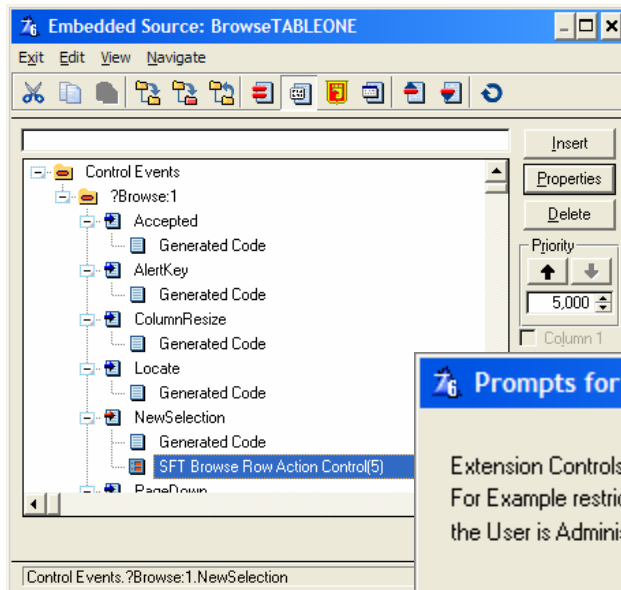 Embedded Source: BrowseTABLEONE
Exit Edit View Navigate
Insert
Control Events
Properties
?Browse:1
Accepted
Delete
Generated Code
Priority
AlertKey
Generated Code
5,000
ColumnResize
Generated Code
Column 1
Locate
Generated Code
Prompts for
NewSelection
Generated Code
SFT Browse Row Action Control(5)
Extension Controls
PageDown
For Example
the User is
Control Events.?Browse:1.NewSelection